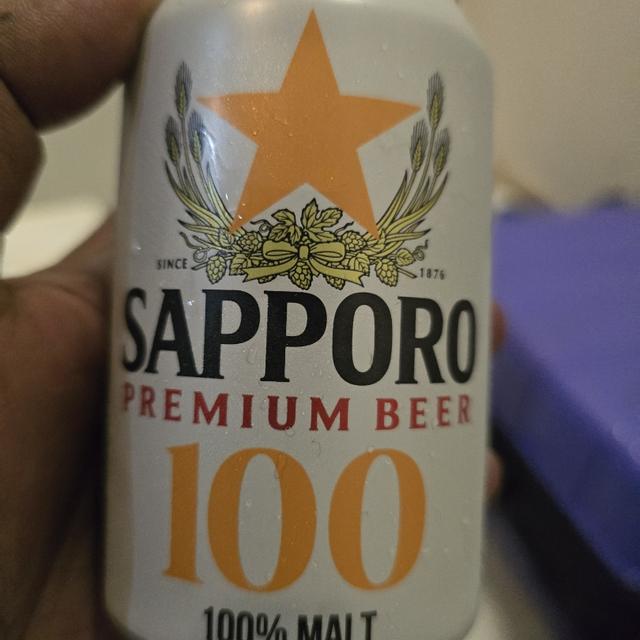 SINCE 1876
SAPPORO
PREMIUM BEER
100
100% MALT